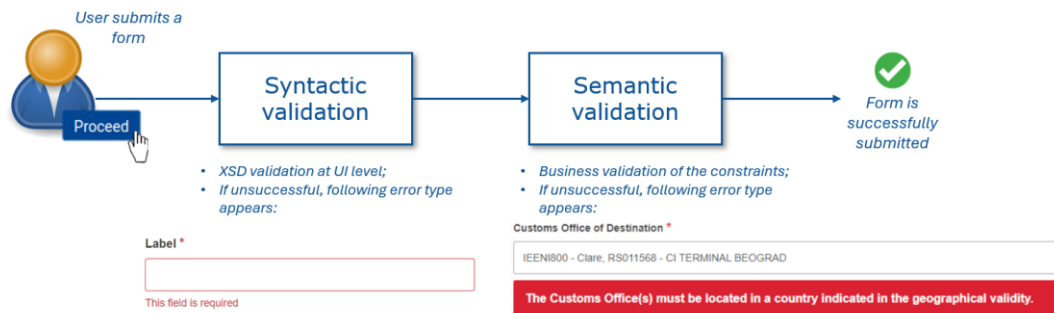 User submits a
form
Proceed
Syntactic
validation
Semantic
validation
Form is
successfully
submitted
• XSD validation at UI level;
• If unsuccessful, following error type
appears:
Label *
This field is required
• Business validation of the constraints;
• If unsuccessful, following error type
appears:
Customs Office of Destination *
IEENI800 - Clare, RS011568 - CI TERMINAL BEOGRAD
The Customs Office(s) must be located in a country indicated in the geographical validity.